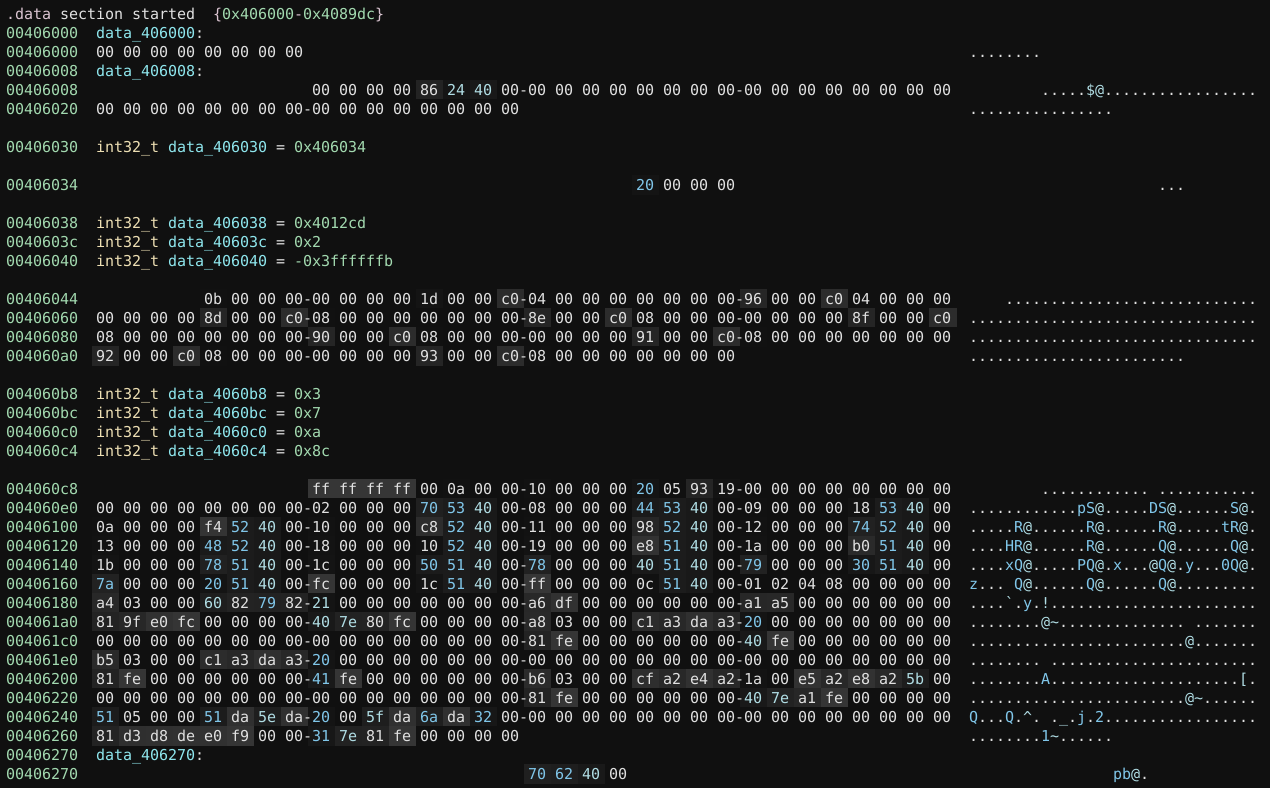 .data section started  {0x406000-0x4089dc}
00406000  data_406000:
00406000  00 00 00 00 00 00 00 00  ........
00406008  data_406008:
00406008  00 00 00 00 86 24 40 00-00 00 00 00 00 00 00 00-00 00 00 00 00 00 00 00  .....$@.................
00406020  00 00 00 00 00 00 00 00-00 00 00 00 00 00 00 00  ................
00406030  int32_t data_406030 = 0x406034
00406034  20 00 00 00  ...
00406038  int32_t data_406038 = 0x4012cd
0040603c  int32_t data_40603c = 0x2
00406040  int32_t data_406040 = -0x3ffffffb
00406044  0b 00 00 00-00 00 00 00 1d 00 00 c0-04 00 00 00 00 00 00 00-96 00 00 c0 04 00 00 00  ............................
00406060  00 00 00 00 8d 00 00 c0-08 00 00 00 00 00 00 00-8e 00 00 c0 08 00 00 00-00 00 00 00 8f 00 00 c0  ................................
00406080  08 00 00 00 00 00 00 00-90 00 00 c0 08 00 00 00-00 00 00 00 91 00 00 c0-08 00 00 00 00 00 00 00  ................................
004060a0  92 00 00 c0 08 00 00 00-00 00 00 00 93 00 00 c0-08 00 00 00 00 00 00 00  ........................
004060b8  int32_t data_4060b8 = 0x3
004060bc  int32_t data_4060bc = 0x7
004060c0  int32_t data_4060c0 = 0xa
004060c4  int32_t data_4060c4 = 0x8c
004060c8  ff ff ff ff 00 0a 00 00-10 00 00 00 20 05 93 19-00 00 00 00 00 00 00 00  ............ ...........
004060e0  00 00 00 00 00 00 00 00-02 00 00 00 70 53 40 00-08 00 00 00 44 53 40 00-09 00 00 00 18 53 40 00  ............pS@.....DS@......S@.
00406100  0a 00 00 00 f4 52 40 00-10 00 00 00 c8 52 40 00-11 00 00 00 98 52 40 00-12 00 00 00 74 52 40 00  .....R@......R@......R@.....tR@.
00406120  13 00 00 00 48 52 40 00-18 00 00 00 10 52 40 00-19 00 00 00 e8 51 40 00-1a 00 00 00 b0 51 40 00  ....HR@......R@......Q@......Q@.
00406140  1b 00 00 00 78 51 40 00-1c 00 00 00 50 51 40 00-78 00 00 00 40 51 40 00-79 00 00 00 30 51 40 00  ....xQ@.....PQ@.x...@Q@.y...0Q@.
00406160  7a 00 00 00 20 51 40 00-fc 00 00 00 1c 51 40 00-ff 00 00 00 0c 51 40 00-01 02 04 08 00 00 00 00  z... Q@......Q@......Q@.........
00406180  a4 03 00 00 60 82 79 82-21 00 00 00 00 00 00 00-a6 df 00 00 00 00 00 00-a1 a5 00 00 00 00 00 00  ....`.y.!.......................
004061a0  81 9f e0 fc 00 00 00 00-40 7e 80 fc 00 00 00 00-a8 03 00 00 c1 a3 da a3-20 00 00 00 00 00 00 00  ........@~............... .......
004061c0  00 00 00 00 00 00 00 00-00 00 00 00 00 00 00 00-81 fe 00 00 00 00 00 00-40 fe 00 00 00 00 00 00  ........................@.......
004061e0  b5 03 00 00 c1 a3 da a3-20 00 00 00 00 00 00 00-00 00 00 00 00 00 00 00-00 00 00 00 00 00 00 00  ........ .......................
00406200  81 fe 00 00 00 00 00 00-41 fe 00 00 00 00 00 00-b6 03 00 00 cf a2 e4 a2-1a 00 e5 a2 e8 a2 5b 00  ........A.....................[.
00406220  00 00 00 00 00 00 00 00-00 00 00 00 00 00 00 00-81 fe 00 00 00 00 00 00-40 7e a1 fe 00 00 00 00  ........................@~......
00406240  51 05 00 00 51 da 5e da-20 00 5f da 6a da 32 00-00 00 00 00 00 00 00 00-00 00 00 00 00 00 00 00  Q...Q.^. ._.j.2.................
00406260  81 d3 d8 de e0 f9 00 00-31 7e 81 fe 00 00 00 00  ........1~......
00406270  data_406270:
00406270  70 62 40 00  pb@.